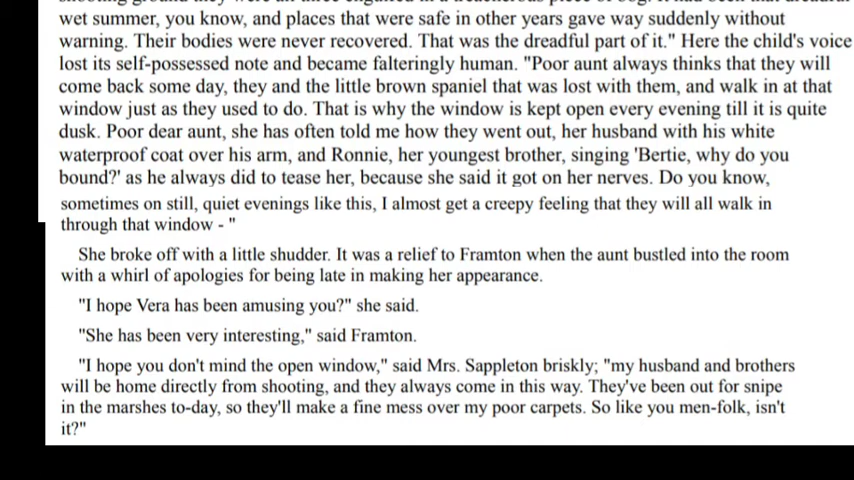 wet summer, you know, and places that were safe in other years gave way suddenly without
warning. Their bodies were never recovered. That was the dreadful part of it." Here the child's voice
lost its self-possessed note and became falteringly human. "Poor aunt always thinks that they will
come back some day, they and the little brown spaniel that was lost with them, and walk in at that
window just as they used to do. That is why the window is kept open every evening till it is quite
dusk. Poor dear aunt, she has often told me how they went out, her husband with his white
waterproof coat over his arm, and Ronnie, her youngest brother, singing 'Bertie, why do you
bound?' as he always did to tease her, because she said it got on her nerves. Do you know,
sometimes on still, quiet evenings like this, I almost get a creepy feeling that they will all walk in
through that window - "
She broke off with a little shudder. It was a relief to Framton when the aunt bustled into the room
with a whirl of apologies for being late in making her appearance.
"I hope Vera has been amusing you?" she said.
"She has been very interesting," said Framton.
"I hope you don't mind the open window," said Mrs. Sappleton briskly; "my husband and brothers
will be home directly from shooting, and they always come in this way. They've been out for snipe
in the marshes to-day, so they'll make a fine mess over my poor carpets. So like you men-folk, isn't
it?"